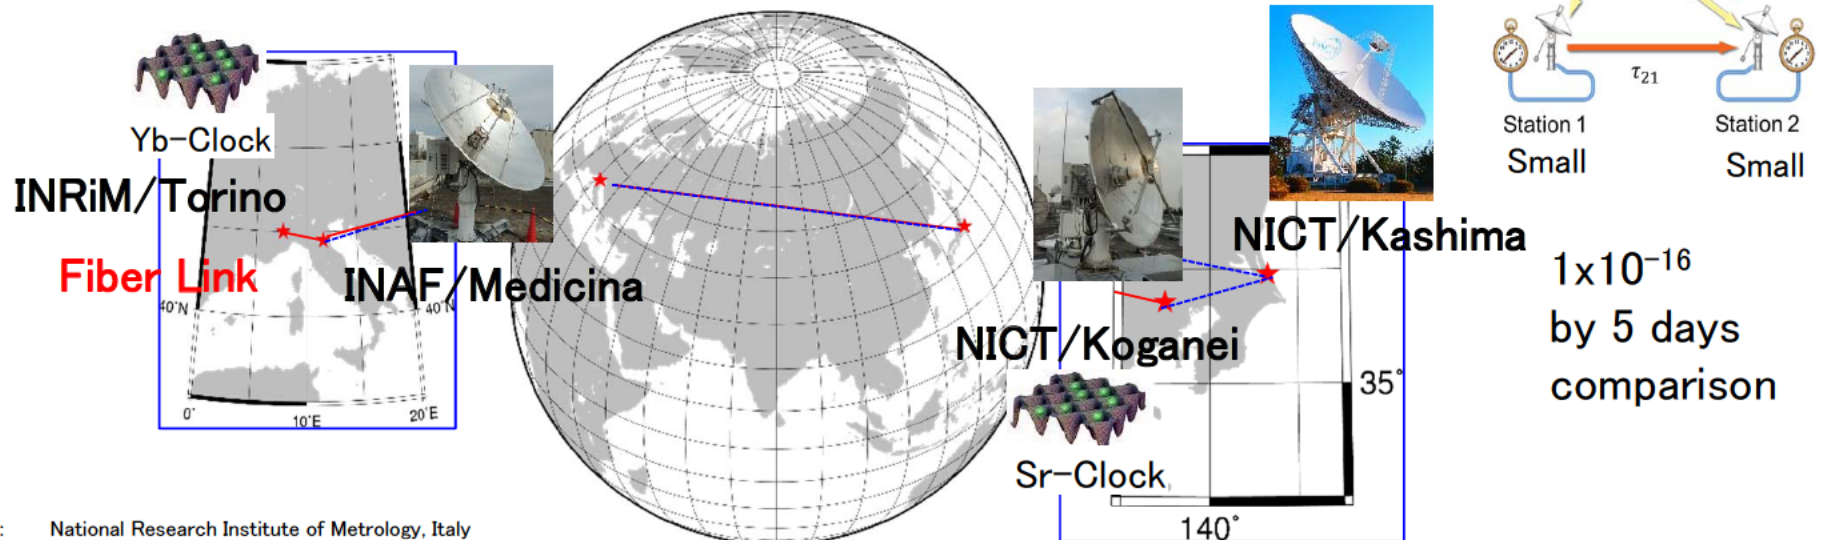 Yb-Clock
INRiM/Torino
Fiber Link
INAF/Medicina
40°N
40°N
0°
10°E
20°E
NICT/Kashima
NICT/Koganei
Sr-Clock
35°
140°
τ21
Station 1
Small
Station 2
Small
1x10−16
by 5 days
comparison
: National Research Institute of Metrology, Italy